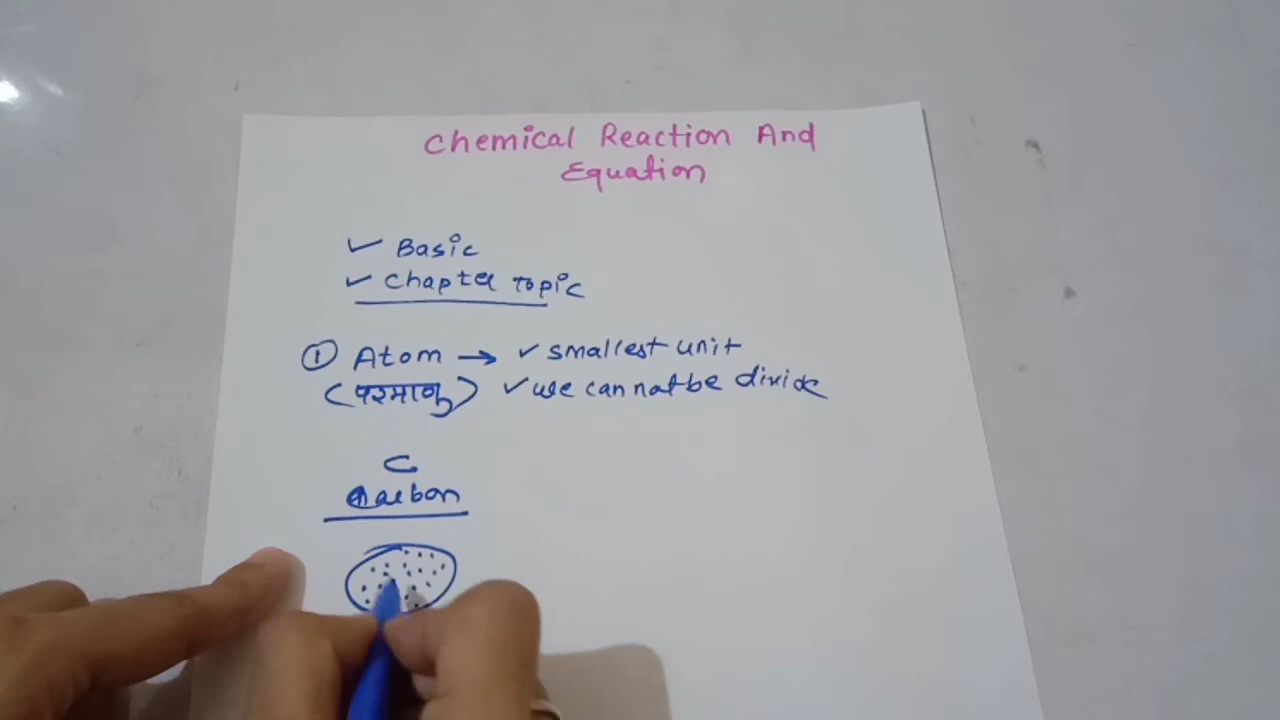 Chemical Reaction And
Equation
✓ Basic
✓ Chapter Topic
① Atom → ✓ smallest unit
(परमाणु) ✓ we can not be divide
C
Carbon